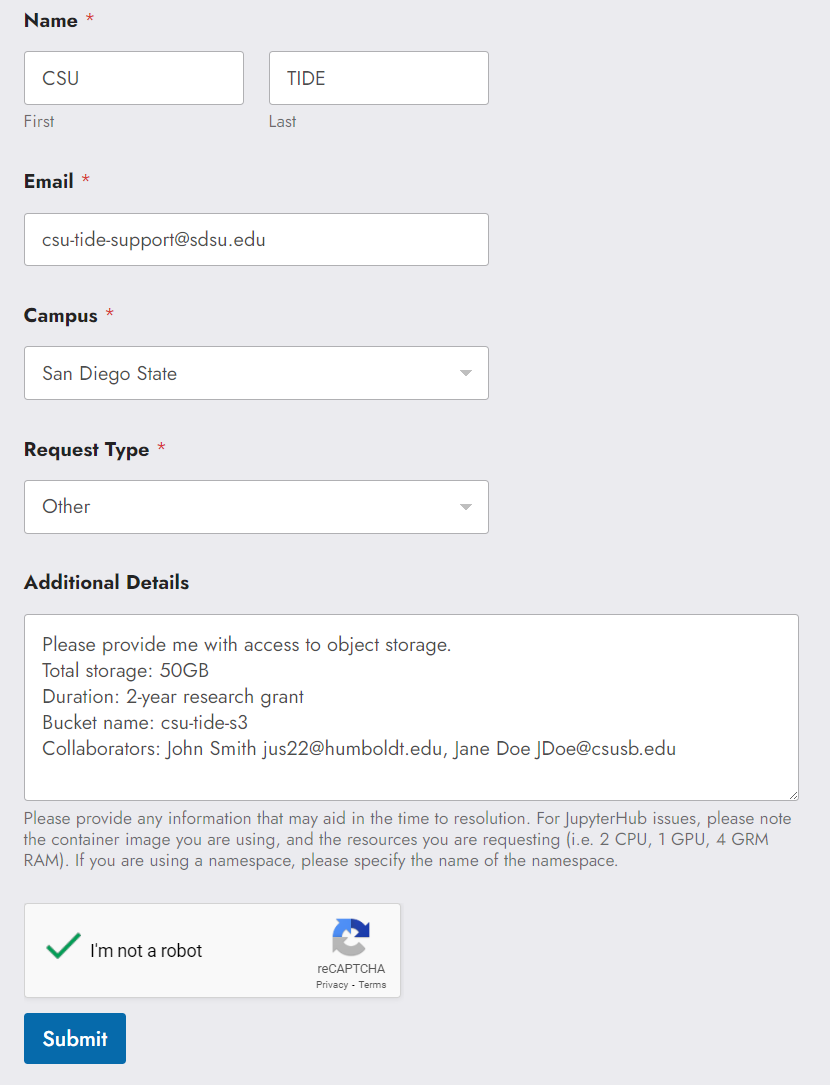 Name *
CSU TIDE
First Last
Email *
csu-tide-support@sdsu.edu
Campus *
San Diego State
Request Type *
Other
Additional Details
Please provide me with access to object storage.
Total storage: 50GB
Duration: 2-year research grant
Bucket name: csu-tide-s3
Collaborators: John Smith jus22@humboldt.edu, Jane Doe JDoe@csusb.edu
Please provide any information that may aid in the time to resolution. For JupyterHub issues, please note
the container image you are using, and the resources you are requesting (i.e. 2 CPU, 1 GPU, 4 GRM
RAM). If you are using a namespace, please specify the name of the namespace.
I'm not a robot
reCAPTCHA
Privacy - Terms
Submit